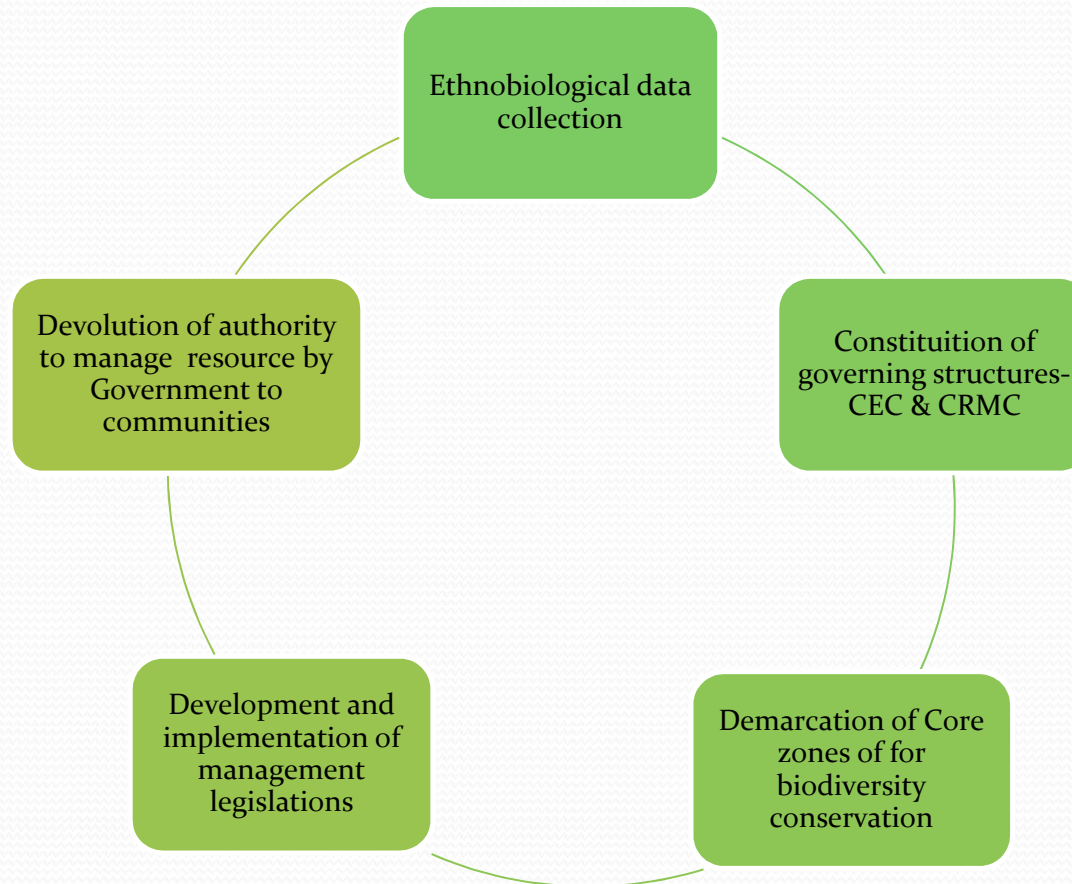 Ethnobiological data
collection
Constituition of
governing structures-
CEC & CRMC
Demarcation of Core
zones of for
biodiversity
conservation
Development and
implementation of
management
legislations
Devolution of authority
to manage resource by
Government to
communities